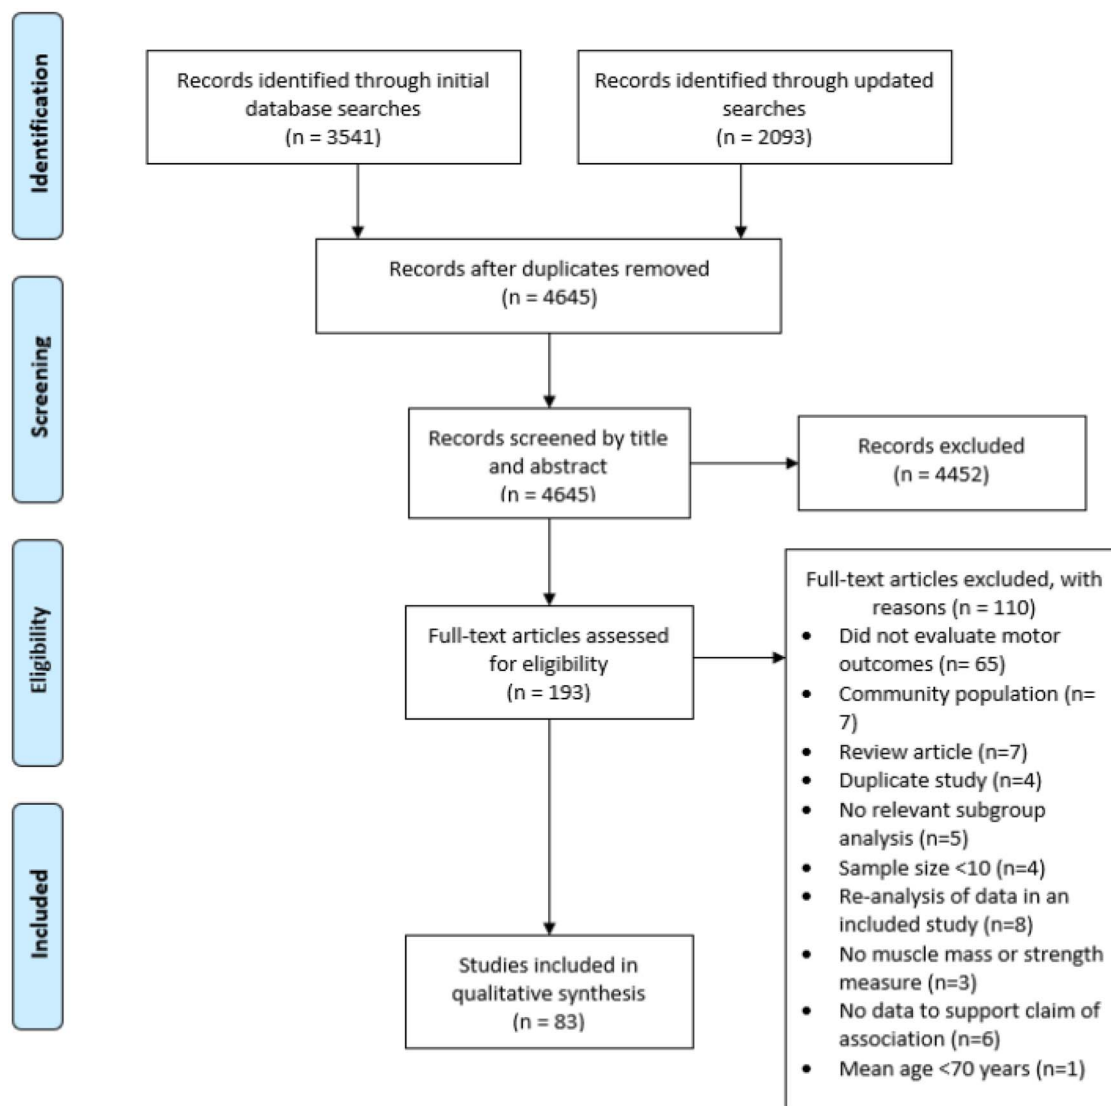 Identification
Records identified through initial
database searches
(n = 3541)
Records identified through updated
searches
(n = 2093)
Records after duplicates removed
(n = 4645)
Screening
Records screened by title
and abstract
(n = 4645)
Records excluded
(n = 4452)
Eligibility
Full-text articles assessed
for eligibility
(n = 193)
Full-text articles excluded, with
reasons (n = 110)
• Did not evaluate motor
outcomes (n= 65)
• Community population (n=
7)
• Review article (n=7)
• Duplicate study (n=4)
• No relevant subgroup
analysis (n=5)
• Sample size <10 (n=4)
• Re-analysis of data in an
included study (n=8)
• No muscle mass or strength
measure (n=3)
• No data to support claim of
association (n=6)
• Mean age <70 years (n=1)
Included
Studies included in
qualitative synthesis
(n = 83)